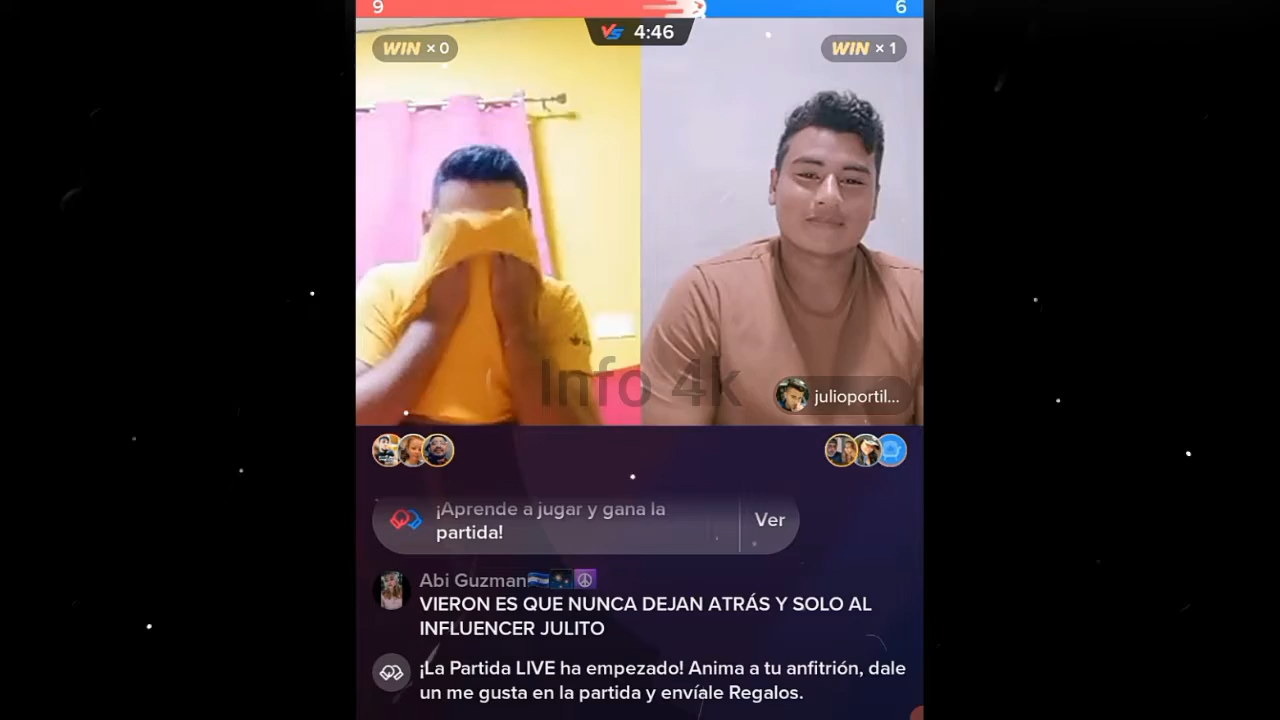 9
6
VS 4:46
WIN × 0
WIN × 1
Info 4k
julioportil...
¡Aprende a jugar y gana la
partida!
Ver
Abi Guzman
VIERON ES QUE NUNCA DEJAN ATRÁS Y SOLO AL
INFLUENCER JULITO
¡La Partida LIVE ha empezado! Anima a tu anfitrión, dale
un me gusta en la partida y envíale Regalos.